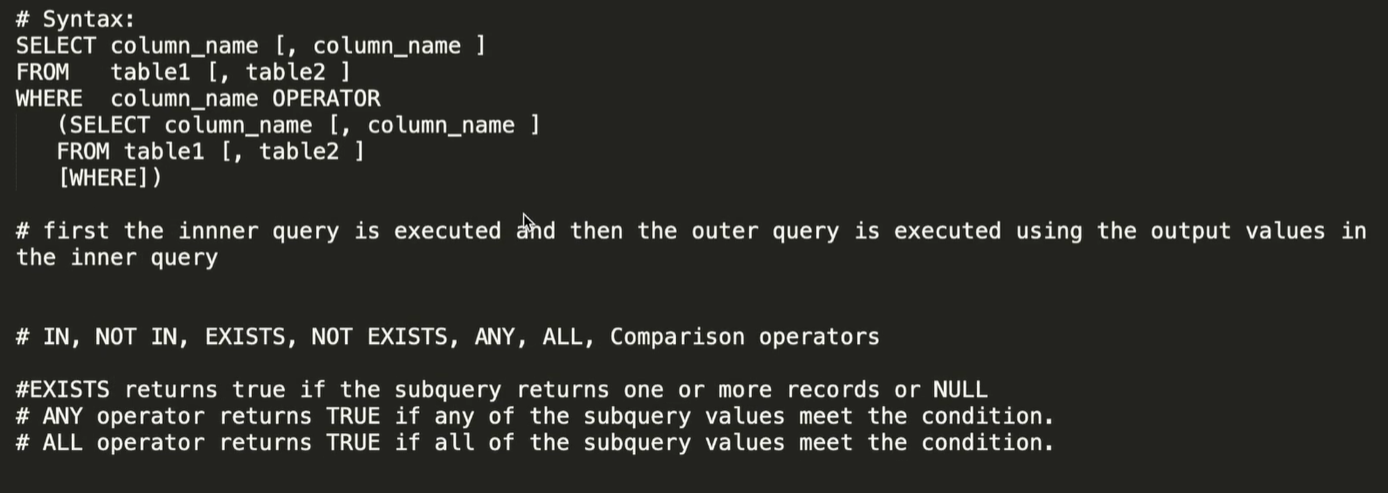 # Syntax:
SELECT column_name [, column_name ]
FROM   table1 [, table2 ]
WHERE  column_name OPERATOR
   (SELECT column_name [, column_name ]
   FROM table1 [, table2 ]
   [WHERE])
# first the innner query is executed and then the outer query is executed using the output values in
the inner query
# IN, NOT IN, EXISTS, NOT EXISTS, ANY, ALL, Comparison operators
#EXISTS returns true if the subquery returns one or more records or NULL
# ANY operator returns TRUE if any of the subquery values meet the condition.
# ALL operator returns TRUE if all of the subquery values meet the condition.